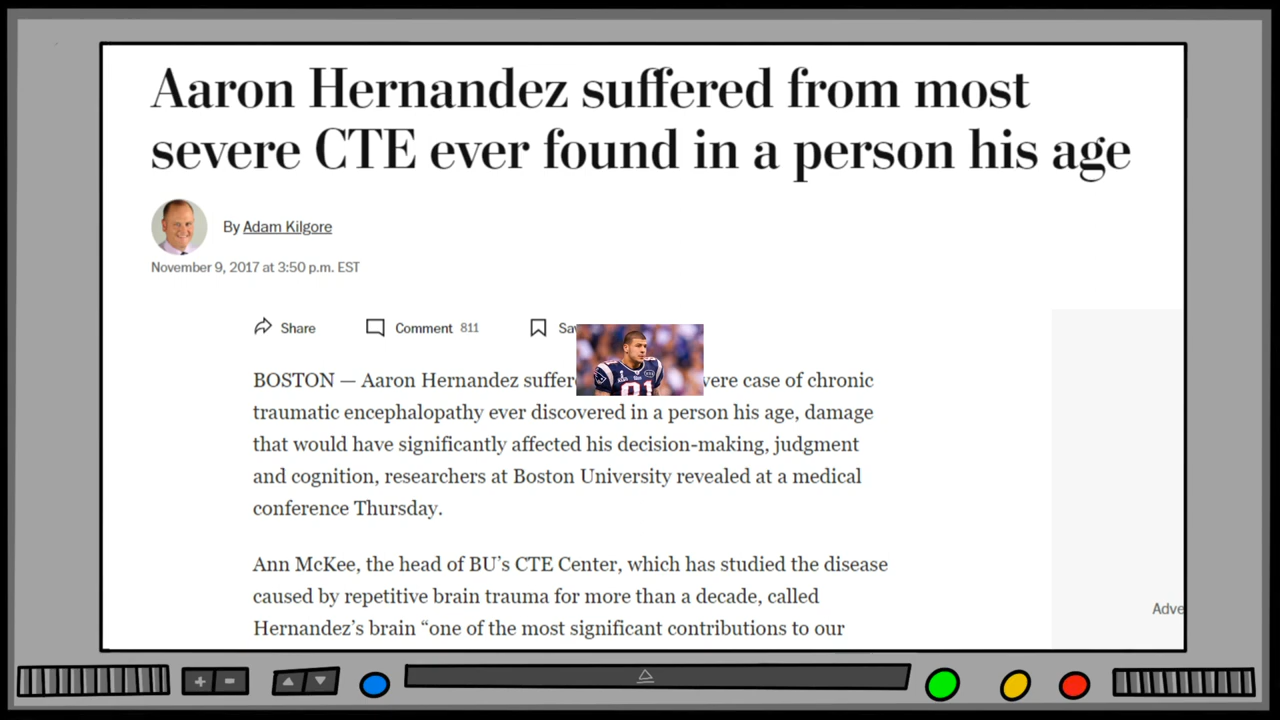 Aaron Hernandez suffered from most
severe CTE ever found in a person his age
By Adam Kilgore
November 9, 2017 at 3:50 p.m. EST
Share Comment 811
BOSTON — Aaron Hernandez case of chronic
traumatic encephalopathy ever discovered in a person his age, damage
that would have significantly affected his decision-making, judgment
and cognition, researchers at Boston University revealed at a medical
conference Thursday.
Ann McKee, the head of BU’s CTE Center, which has studied the disease
caused by repetitive brain trauma for more than a decade, called
Hernandez’s brain “one of the most significant contributions to our